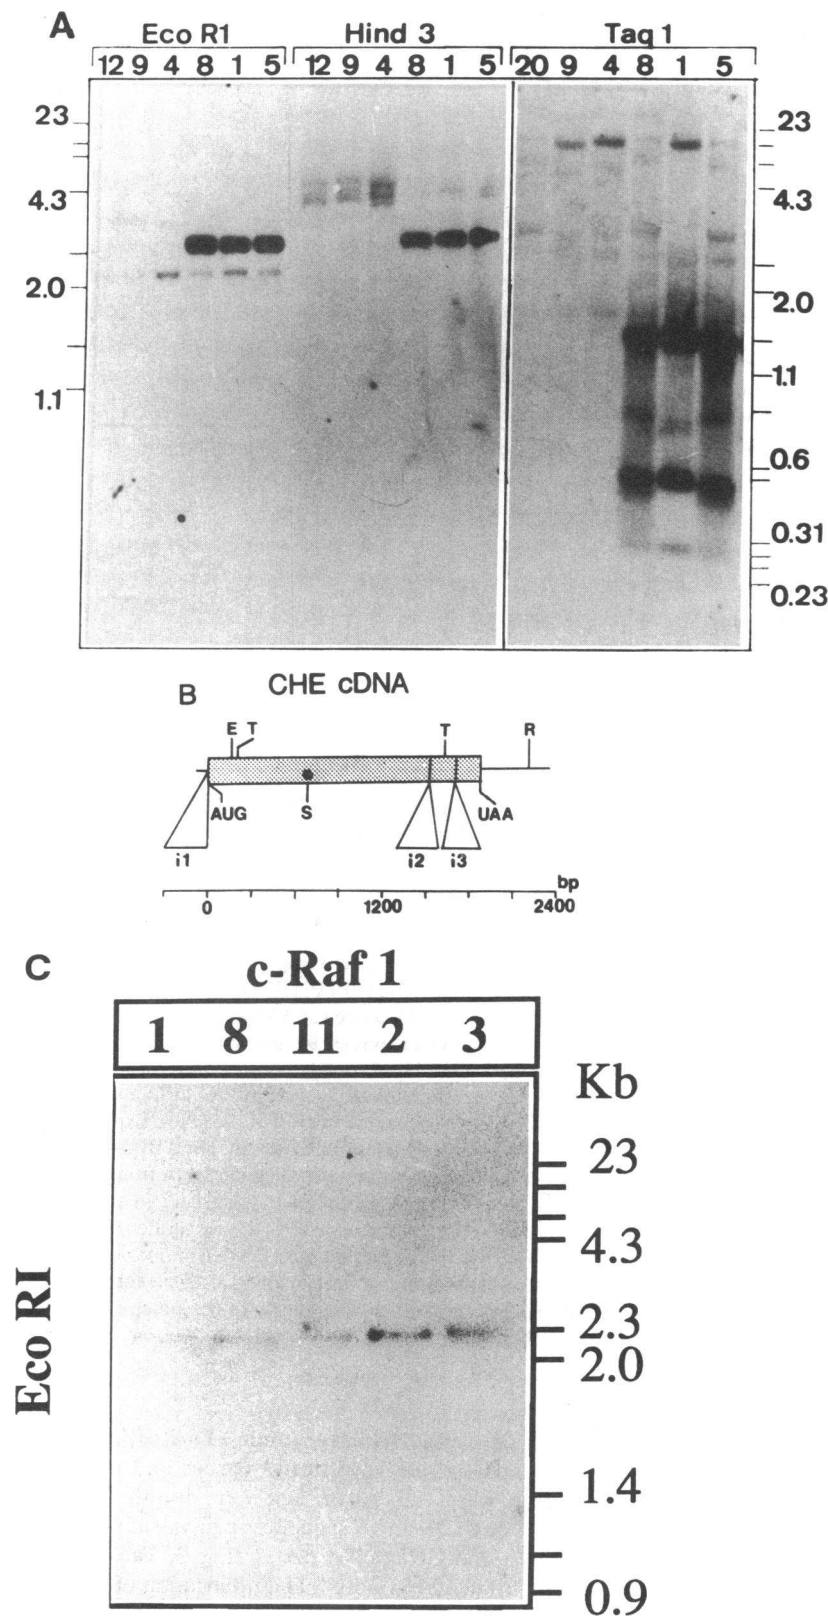 A
Eco R1 Hind 3 Taq 1
12 9 4 8 1 5 12 9 4 8 1 5 20 9 4 8 1 5
23 23
4.3 4.3
2.0 2.0
1.1 1.1
0.6
0.31
0.23
B CHE cDNA
E T T R
AUG S UAA
i1 i2 i3
bp
0 1200 2400
C c-Raf 1
1 8 11 2 3
Kb
23
4.3
2.3
2.0
1.4
0.9
Eco RI